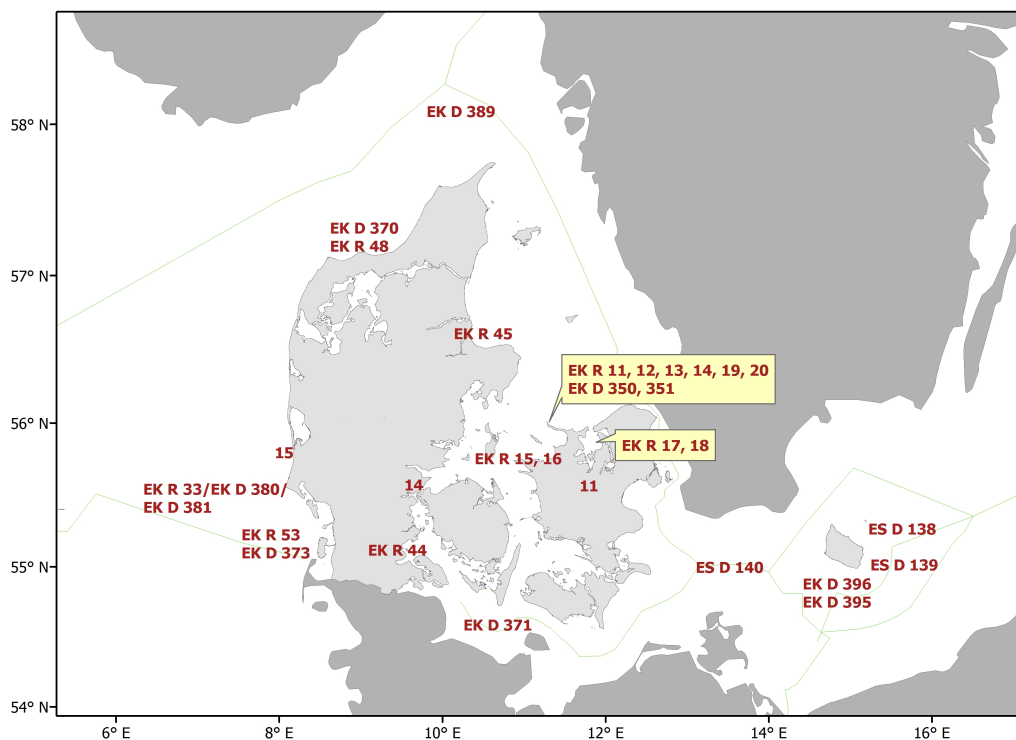 EK D 389
58° N
EK D 370
EK R 48
57° N
EK R 45
EK R 11, 12, 13, 14, 19, 20
EK D 350, 351
56° N
EK R 17, 18
15
EK R 15, 16
14
11
EK R 33/EK D 380/
EK D 381
ES D 138
EK R 53
EK D 373
EK R 44
55° N
ES D 140
ES D 139
EK D 396
EK D 395
EK D 371
54° N
6° E
8° E
10° E
12° E
14° E
16° E